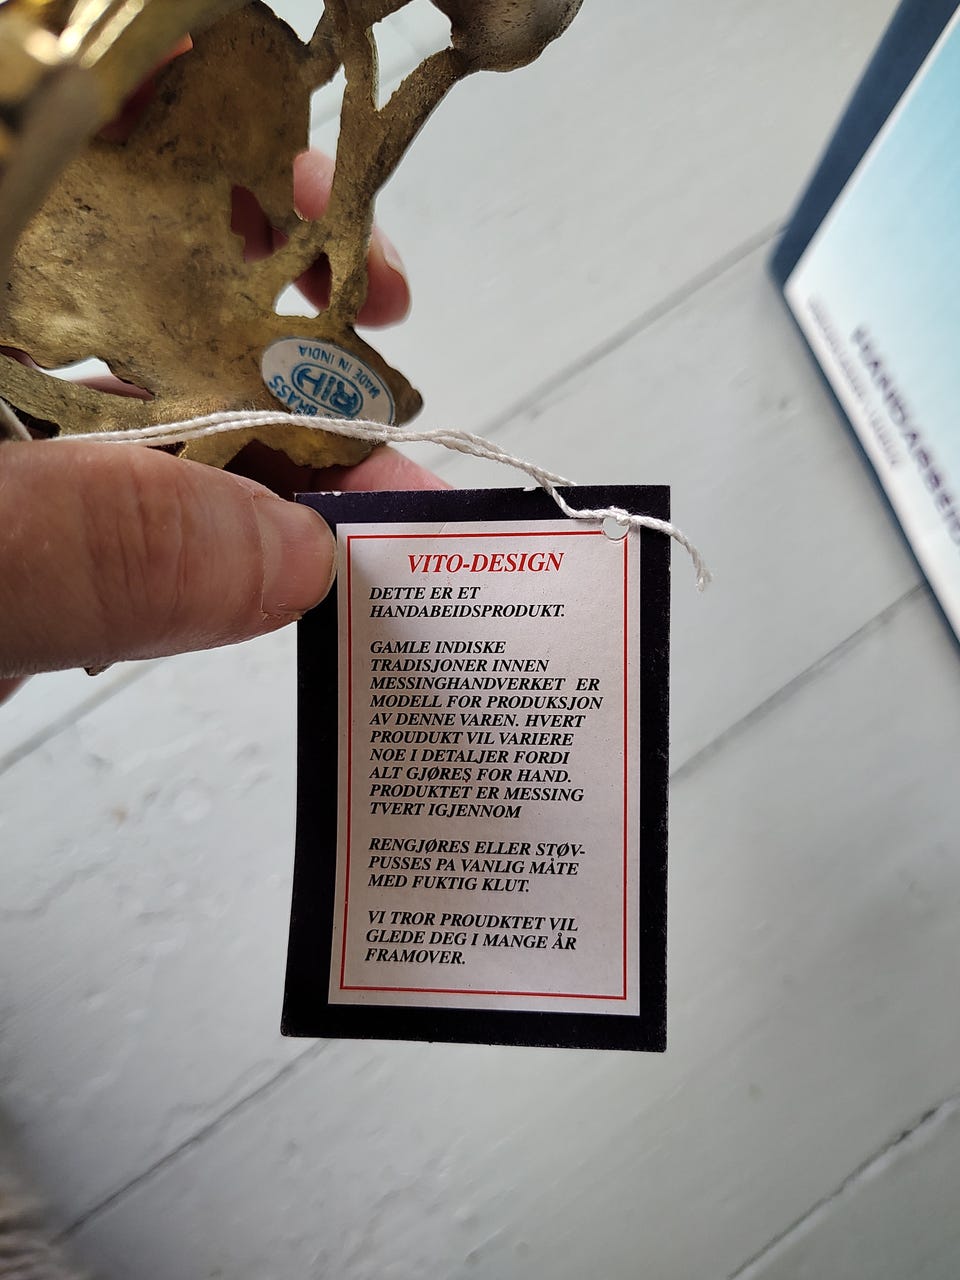 BRASS
RIH
MADE IN INDIA
VITO-DESIGN
DETTE ER ET
HANDABEIDSPRODUKT.
GAMLE INDISKE
TRADISJONER INNEN
MESSINGHANDVERKET ER
MODELL FOR PRODUKSJON
AV DENNE VAREN. HVERT
PROUDUKT VIL VARIERE
NOE I DETALJER FORDI
ALT GJØRES FOR HAND.
PRODUKTET ER MESSING
TVERT IGJENNOM
RENGJØRES ELLER STØV-
PUSSES PA VANLIG MÅTE
MED FUKTIG KLUT.
VI TROR PROUDKTET VIL
GLEDE DEG I MANGE ÅR
FRAMOVER.